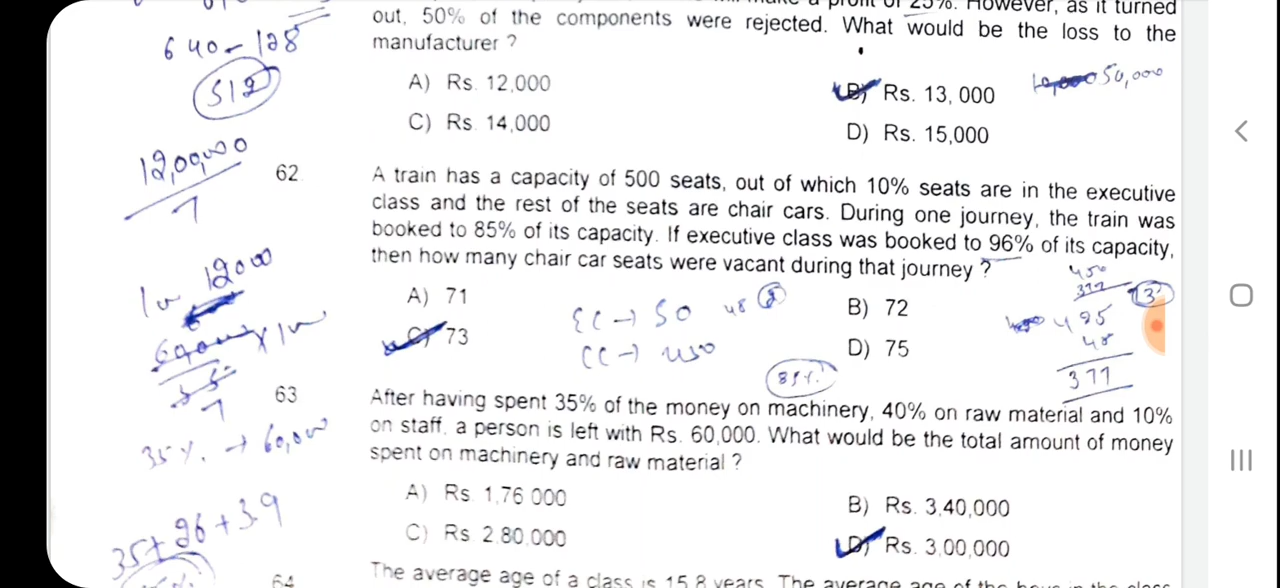 out, 50% of the components were rejected. What would be the loss to the
manufacturer ?
A) Rs. 12,000
B) Rs. 13, 000
C) Rs. 14,000
D) Rs. 15,000
50,000
640-128
512
12,00,000
7
62
A train has a capacity of 500 seats, out of which 10% seats are in the executive
class and the rest of the seats are chair cars. During one journey, the train was
booked to 85% of its capacity. If executive class was booked to 96% of its capacity,
then how many chair car seats were vacant during that journey ?
A) 71
B) 72
C) 73
D) 75
EC → 50 48 2
CC → 450
450
377
73
425
48
377
12000
85%
63
After having spent 35% of the money on machinery, 40% on raw material and 10%
on staff, a person is left with Rs. 60,000. What would be the total amount of money
spent on machinery and raw material ?
A) Rs. 1,76 000
B) Rs. 3,40,000
C) Rs. 2,80,000
D) Rs. 3,00,000
35% → 60,000
35+26+39
64
The average age of a class is 15.8 years. The average age of the boys in the class